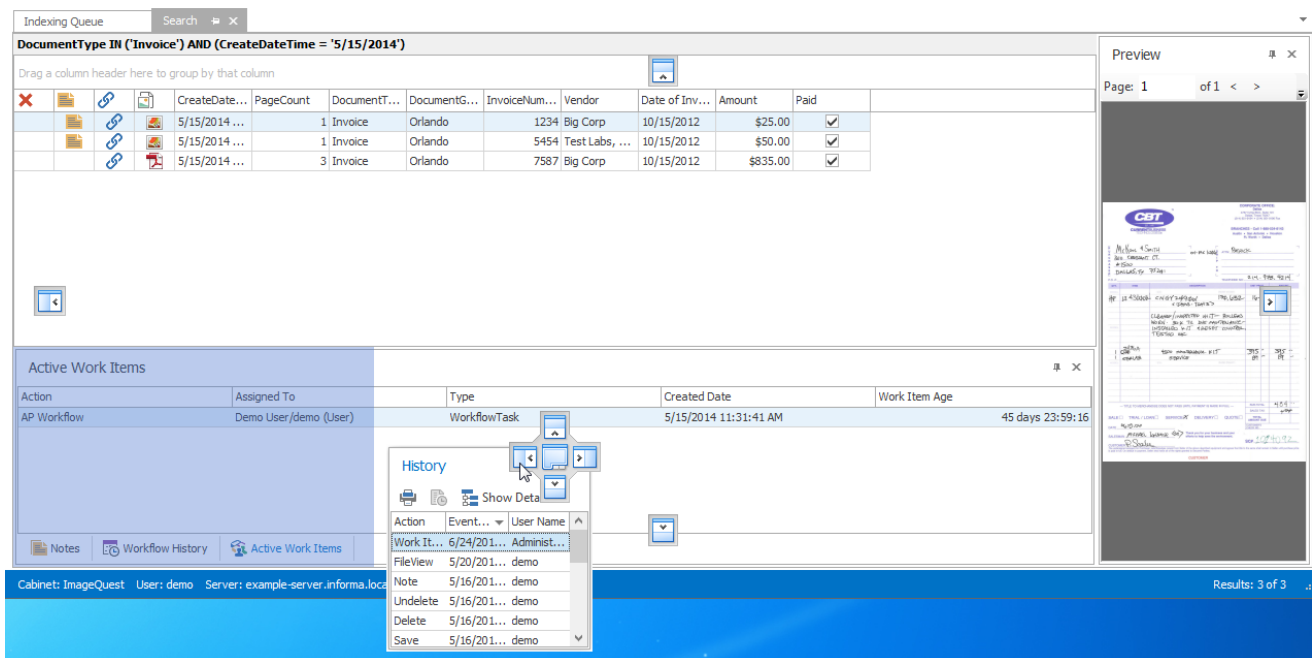 Indexing Queue Search
DocumentType IN ('Invoice') AND (CreateDateTime = '5/15/2014')
Drag a column header here to group by that column
CreateDate... PageCount DocumentT... DocumentG... InvoiceNum... Vendor Date of Inv... Amount Paid
5/15/2014 ... 1 Invoice Orlando 1234 Big Corp 10/15/2012 $25.00
5/15/2014 ... 1 Invoice Orlando 5454 Test Labs, ... 10/15/2012 $50.00
5/15/2014 ... 3 Invoice Orlando 7587 Big Corp 10/15/2012 $835.00
Preview
Page: 1 of 1 < >
CBT
Active Work Items
Action Assigned To Type Created Date Work Item Age
AP Workflow Demo User/demo (User) WorkflowTask 5/15/2014 11:31:41 AM 45 days 23:59:16
History
Show Deta
Action Event... User Name
Work It... 6/24/201... Administ...
FileView 5/20/201... demo
Note 5/16/201... demo
Undelete 5/16/201... demo
Delete 5/16/201... demo
Save 5/16/201... demo
Notes Workflow History Active Work Items
Cabinet: ImageQuest User: demo Server: example-server.informa.loca
Results: 3 of 3